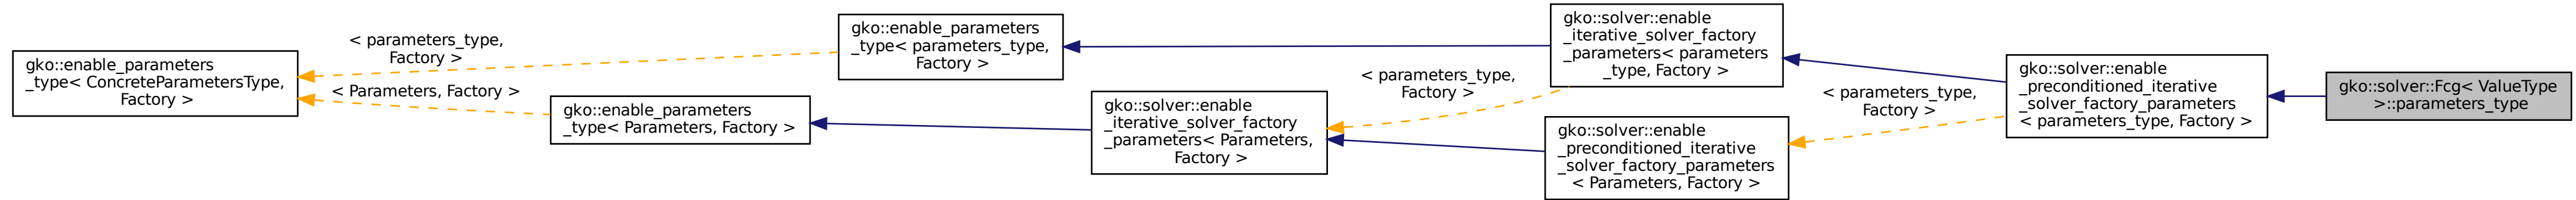 gko::enable_parameters
_type< ConcreteParametersType,
Factory >
< parameters_type,
Factory >
< Parameters, Factory >
gko::enable_parameters
_type< parameters_type,
Factory >
gko::enable_parameters
_type< Parameters, Factory >
gko::solver::enable
_iterative_solver_factory
_parameters< Parameters,
Factory >
< parameters_type,
Factory >
gko::solver::enable
_iterative_solver_factory
_parameters< parameters
_type, Factory >
gko::solver::enable
_preconditioned_iterative
_solver_factory_parameters
< Parameters, Factory >
< parameters_type,
Factory >
gko::solver::enable
_preconditioned_iterative
_solver_factory_parameters
< parameters_type, Factory >
gko::solver::Fcg< ValueType
>::parameters_type